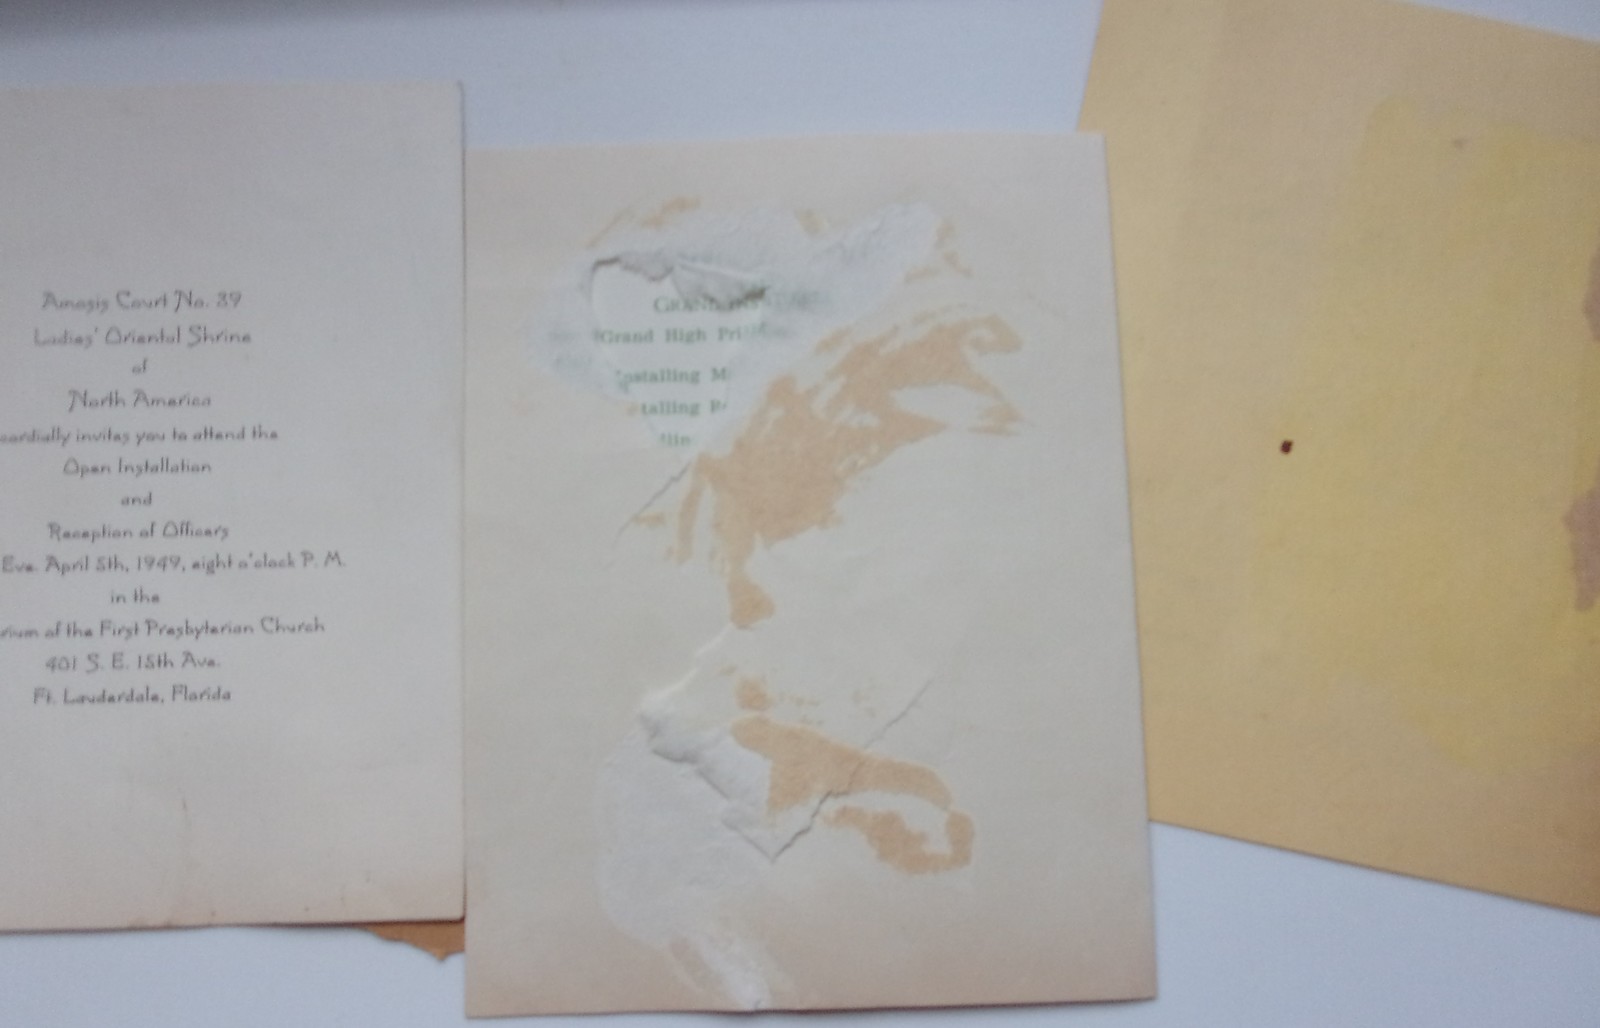 Amasis Court No. 39
Ladies' Oriental Shrine
of
North America
cordially invites you to attend the
Open Installation
and
Reception of Officers
Eve. April 5th, 1949, eight o'clock P. M.
in the
of the First Presbyterian Church
401 S. E. 15th Ave.
Ft. Lauderdale, Florida
Grand
Grand High
Installing